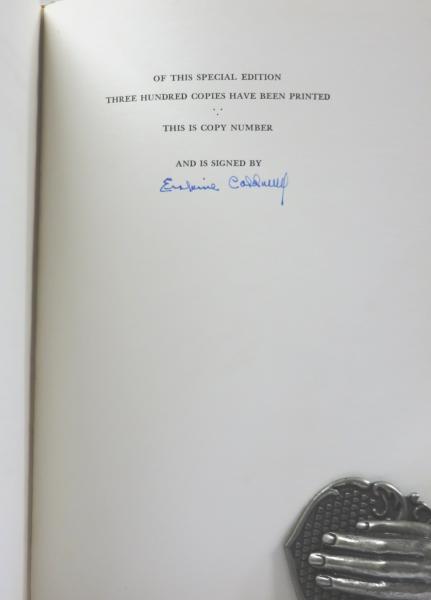 OF THIS SPECIAL EDITION
THREE HUNDRED COPIES HAVE BEEN PRINTED
THIS IS COPY NUMBER
AND IS SIGNED BY
Erskine Caldwell